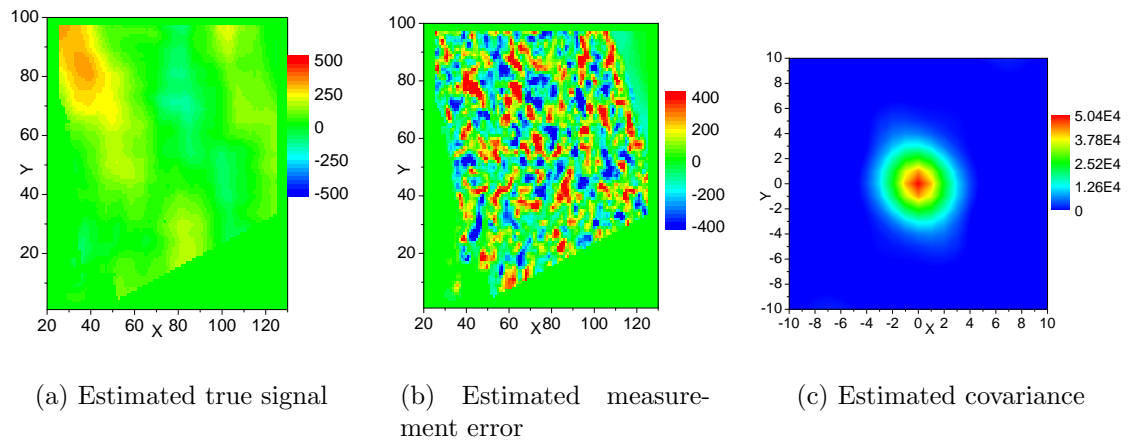 100
80
60
40
20
Y
20 40 60 80 100 120
X
500
250
0
-250
-500
100
80
60
40
20
Y
20 40 60 80 100 120
X
400
200
0
-200
-400
10
8
6
4
2
0
-2
-4
-6
-8
-10
Y
-10 -8 -6 -4 -2 0 2 4 6 8 10
X
5.04E4
3.78E4
2.52E4
1.26E4
0
(a) Estimated true signal
(b) Estimated measure-
ment error
(c) Estimated covariance